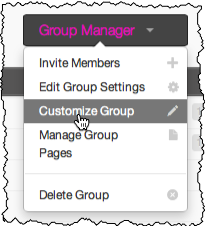 Group Manager
Invite Members
Edit Group Settings
Customize Group
Manage Group
Pages
Delete Group